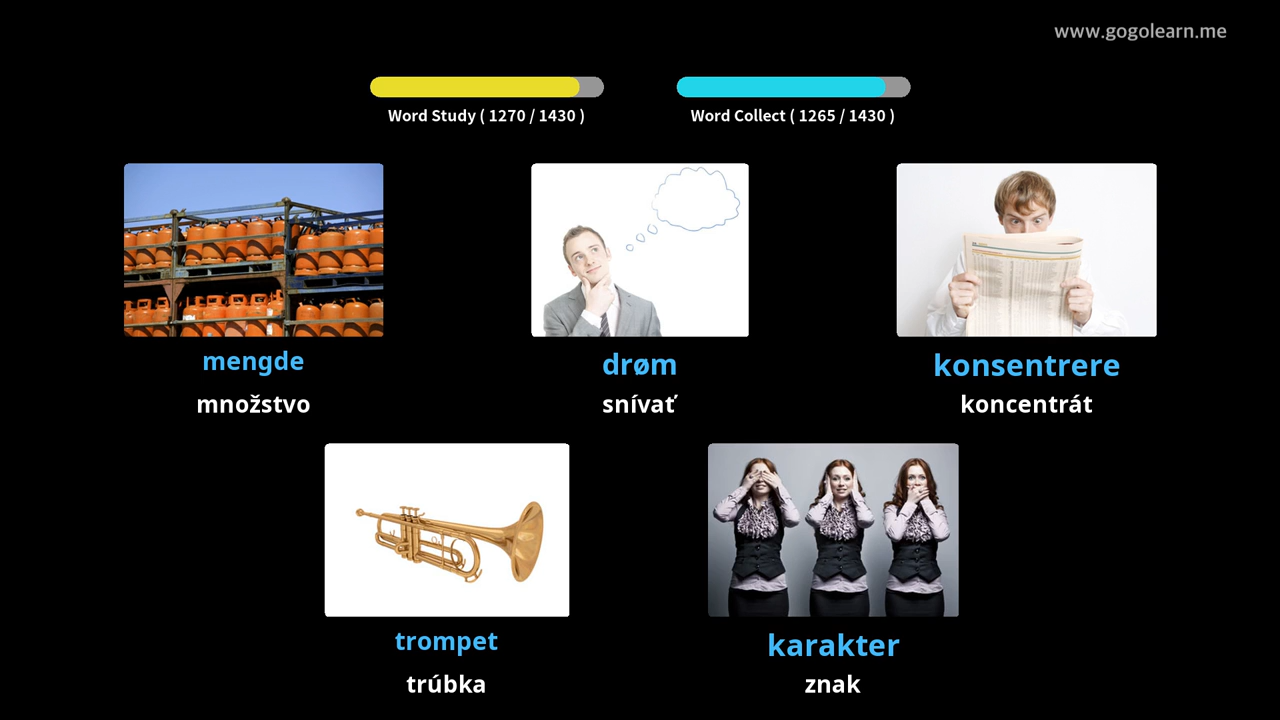 www.gogolearn.me
Word Study ( 1270 / 1430 )
Word Collect ( 1265 / 1430 )
mengde
množstvo
drøm
snívať
konsentrere
koncentrát
trompet
trúbka
karakter
znak